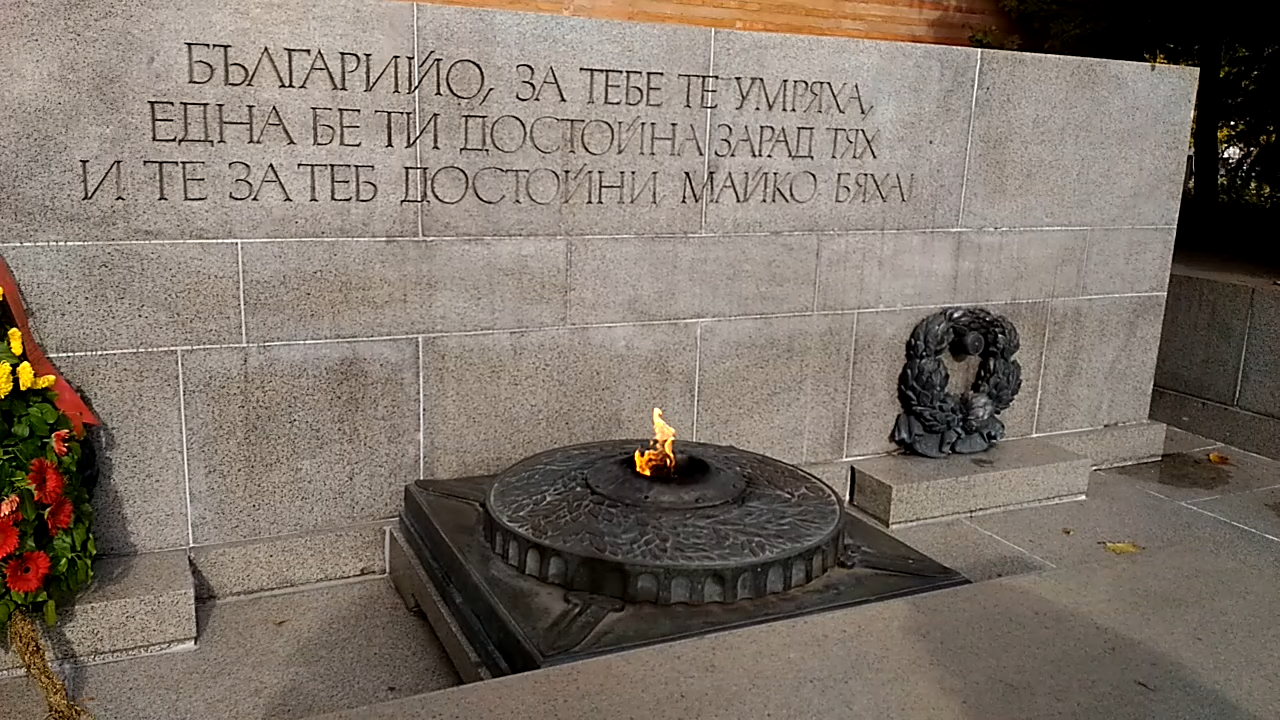 БЪЛГАРИЙО, ЗА ТЕБЕ ТЕ УМРЯХА,
ЕДНА БЕ ТИ ДОСТОЙНА ЗАРАД ТЯХ
И ТЕ ЗА ТЕБ ДОСТОЙНИ, МАЙКО БЯХА!